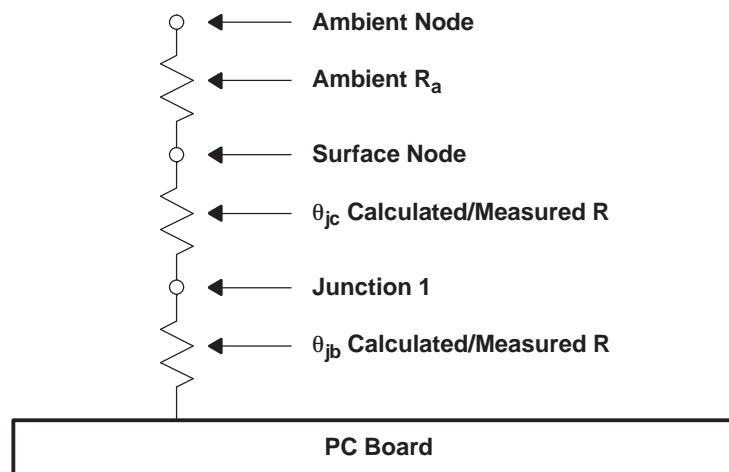 Ambient Node
Ambient Rₐ
Surface Node
θjc Calculated/Measured R
Junction 1
θjb Calculated/Measured R
PC Board